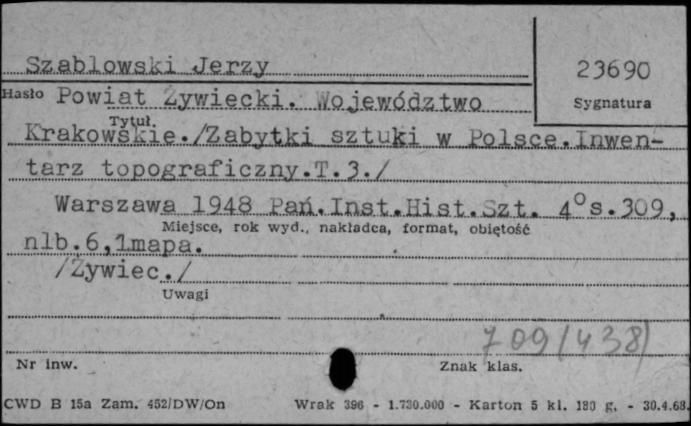 Szablowski Jerzy
23690
Hasło Powiat Żywiecki. Województwo
Sygnatura
Tytuł
Krakowskie./Zabytki sztuki w Polsce.Inwen-
tarz topograficzny.T.3./
Warszawa 1948 Pań.Inst.Hist.Szt. 4°s.309,
Miejsce, rok wyd., nakładca, format, objętość
nlb.6,1mapa.
/Żywiec./
Uwagi
709(438)
Nr inw.
Znak klas.
CWD B 15a Zam. 452/DW/On
Wrak 396 - 1.730.000 - Karton 5 kl. 180 g. - 30.4.68.